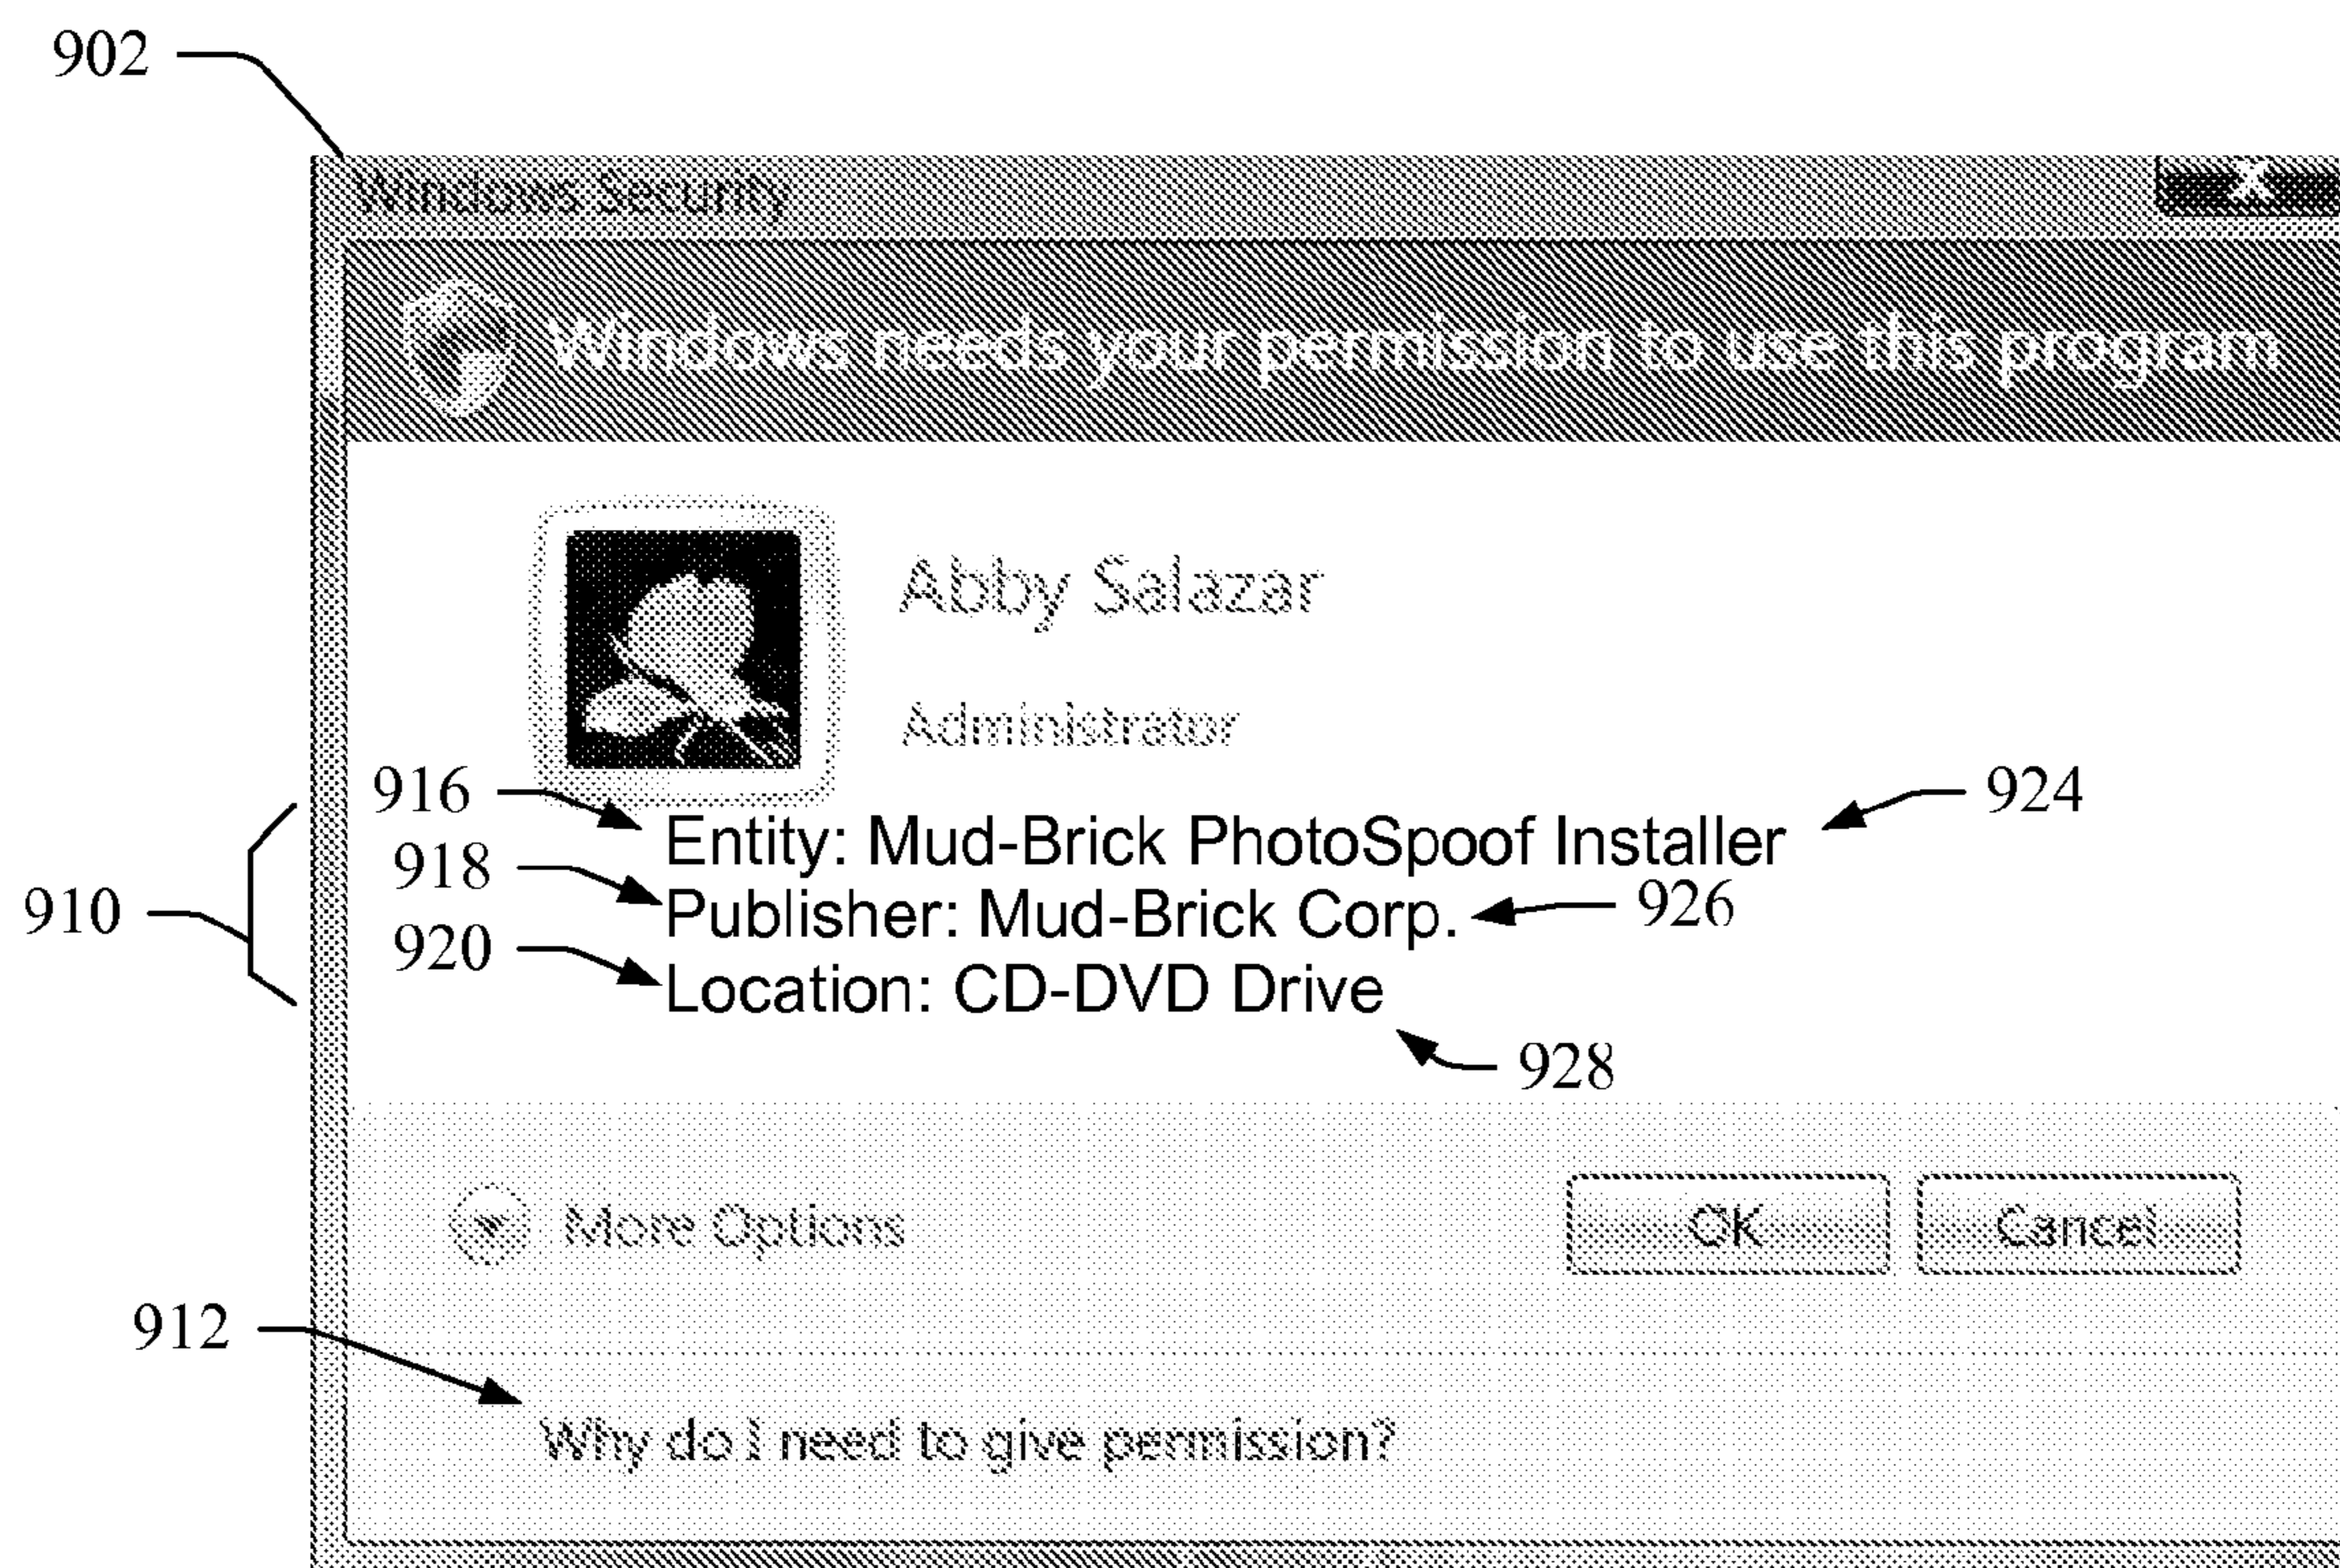 902
Windows Security X
Windows needs your permission to use this program
Abby Salazar
Administrator
916 924
Entity: Mud-Brick PhotoSpoof Installer
918
910 Publisher: Mud-Brick Corp. 926
920
Location: CD-DVD Drive
928
More Options OK Cancel
912
Why do I need to give permission?